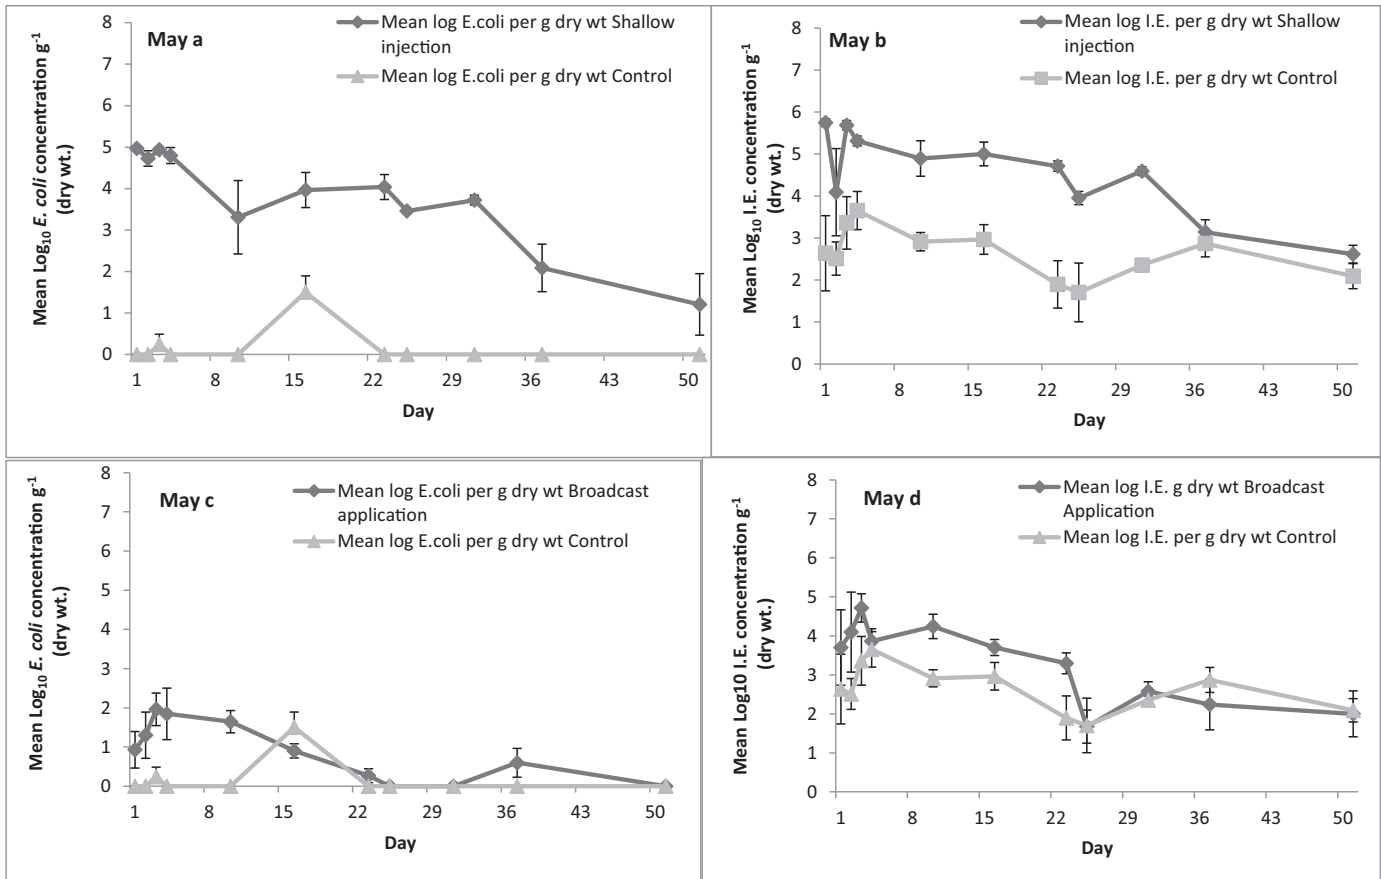 May a
Mean log E.coli per g dry wt Shallow
injection
Mean log E.coli per g dry wt Control
Mean Log10 E. coli concentration g-1
(dry wt.)
8
7
6
5
4
3
2
1
0
1 8 15 22 29 36 43 50
Day
May b
Mean log I.E. per g dry wt Shallow
injection
Mean log I.E. per g dry wt Control
Mean Log10 I.E. concentration g-1
(dry wt.)
8
7
6
5
4
3
2
1
0
1 8 15 22 29 36 43 50
Day
May c
Mean log E.coli per g dry wt Broadcast
application
Mean log E.coli per g dry wt Control
Mean Log10 E. coli concentration g-1
(dry wt.)
8
7
6
5
4
3
2
1
0
1 8 15 22 29 36 43 50
Day
May d
Mean log I.E. g dry wt Broadcast
Application
Mean log I.E. per g dry wt Control
Mean Log10 I.E. concentration g-1
(dry wt.)
8
7
6
5
4
3
2
1
0
1 8 15 22 29 36 43 50
Day